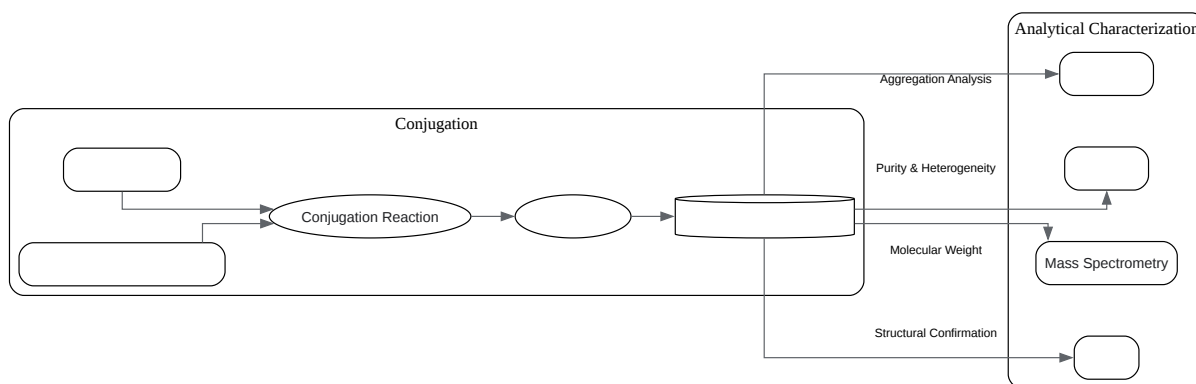 Analytical Characterization
Aggregation Analysis
Conjugation
Purity & Heterogeneity
Conjugation Reaction
Molecular Weight
Mass Spectrometry
Structural Confirmation